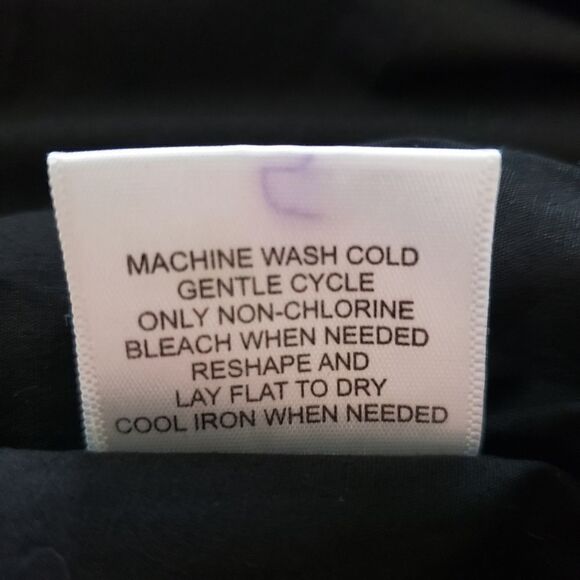 MACHINE WASH COLD
GENTLE CYCLE
ONLY NON-CHLORINE
BLEACH WHEN NEEDED
RESHAPE AND
LAY FLAT TO DRY
COOL IRON WHEN NEEDED